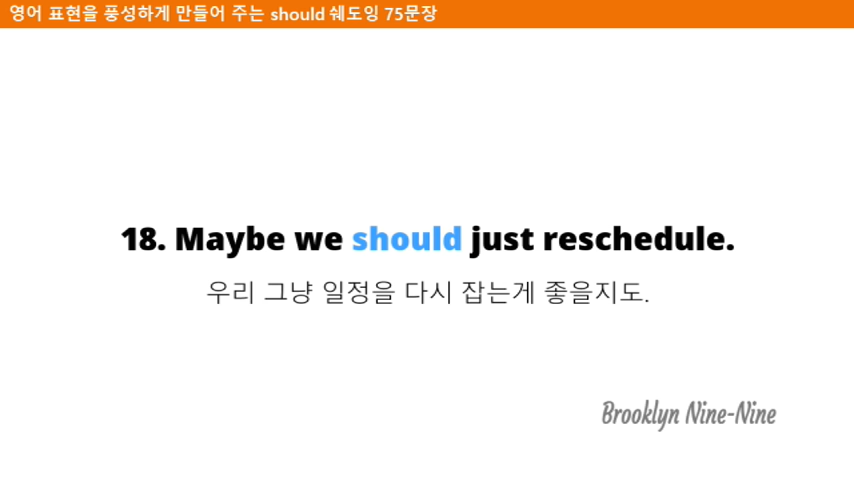 영어 표현을 풍성하게 만들어 주는 should 쉐도잉 75문장
18. Maybe we should just reschedule.
우리 그냥 일정을 다시 잡는게 좋을지도.
Brooklyn Nine-Nine